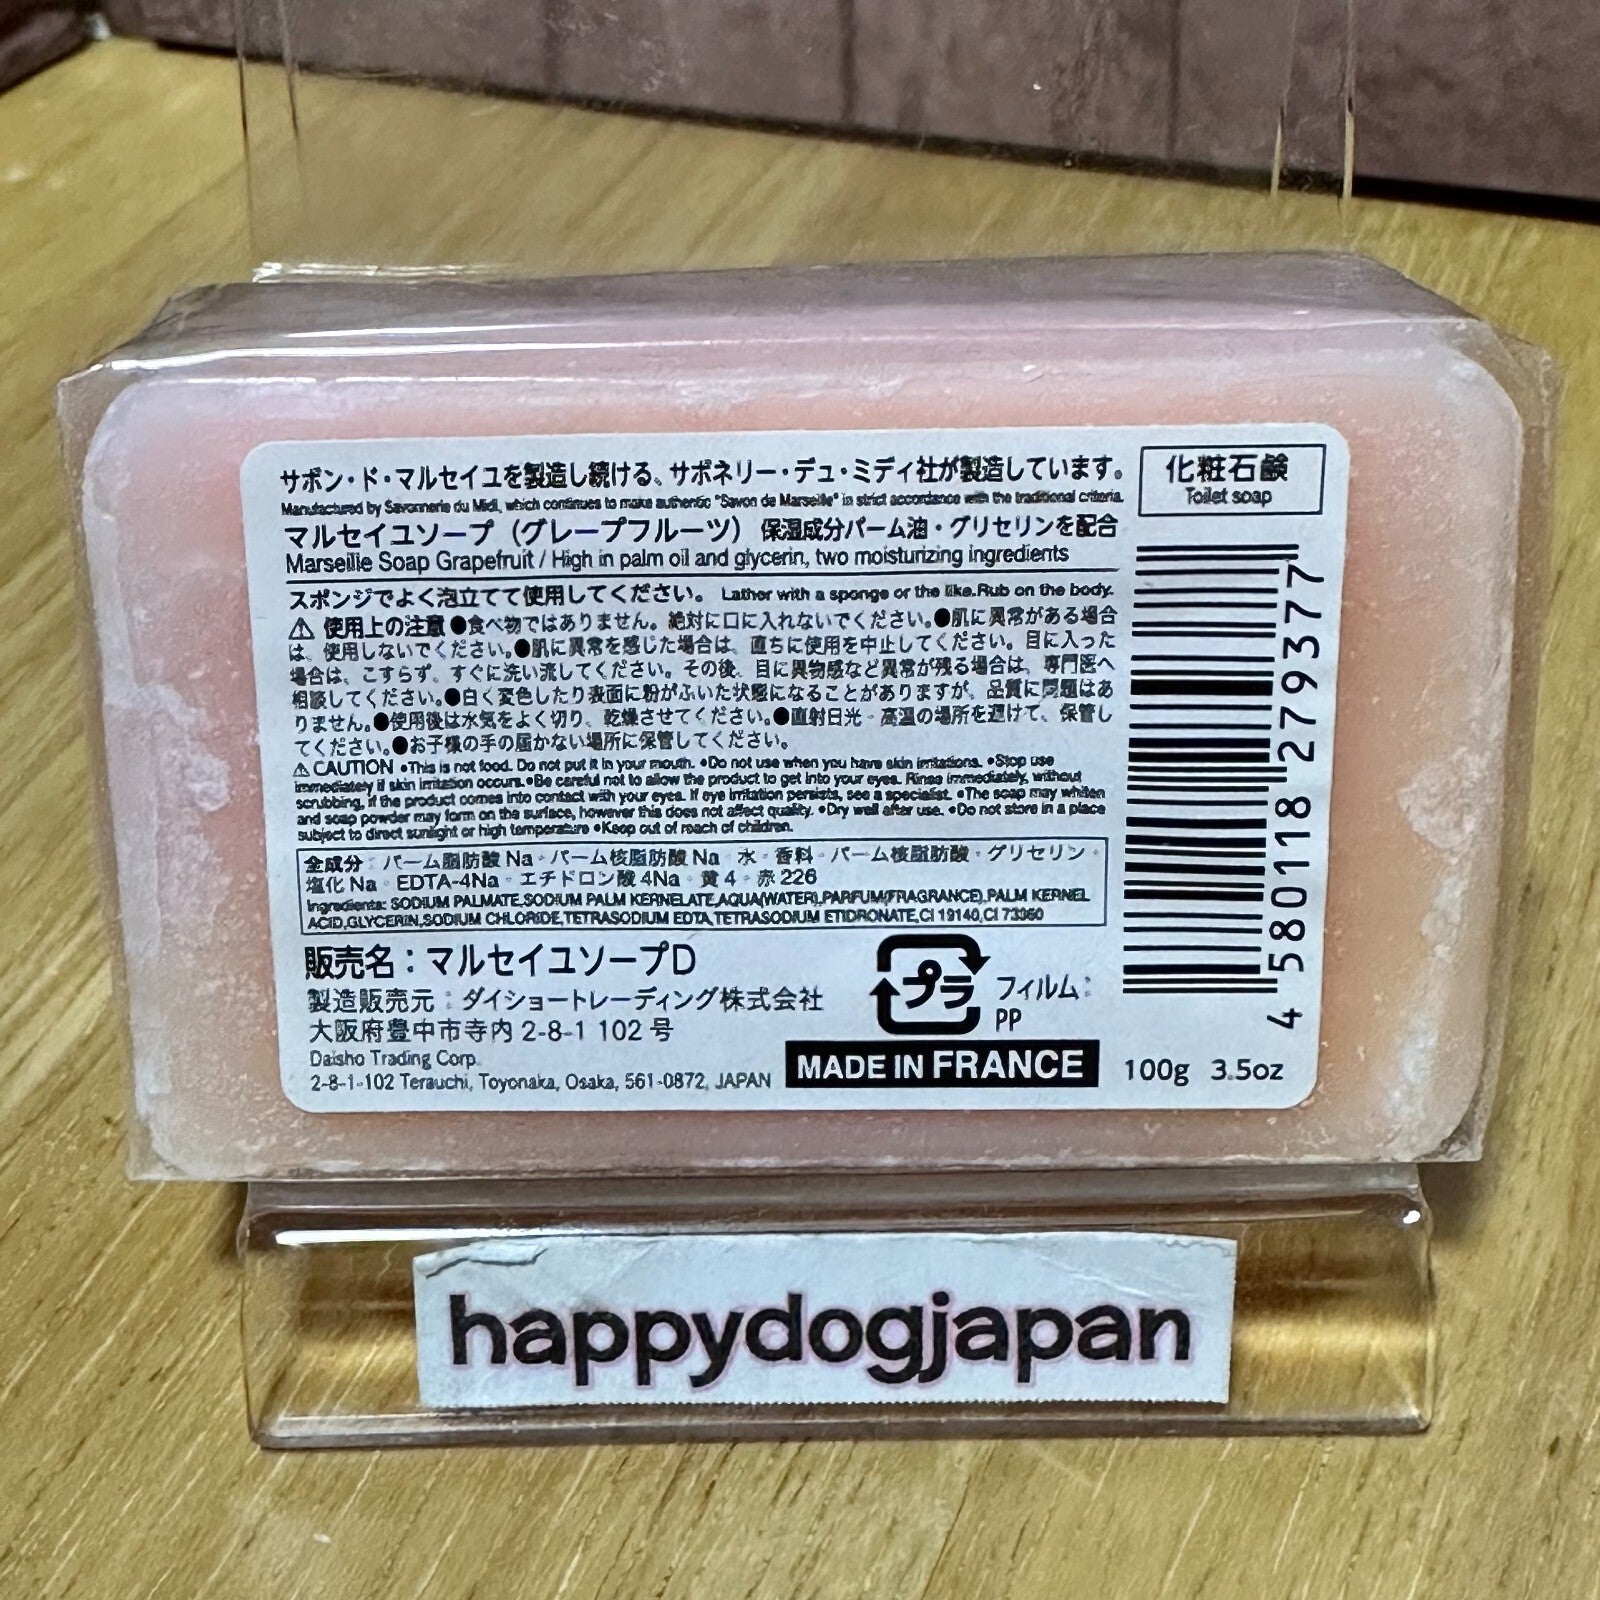 サボン・ド・マルセイユを製造し続ける、サボネリー・デュ・ミディ社が製造しています。
Manufactured by Savonnerie du Midi, which continues to make authentic "Savon de Marseille" in strict accordance with the traditional criteria.
化粧石鹸
Toilet soap
マルセイユソープ（グレープフルーツ）保湿成分パーム油・グリセリンを配合
Marseille Soap Grapefruit / High in palm oil and glycerin, two moisturizing ingredients
スポンジでよく泡立てて使用してください。 Lather with a sponge or the like.Rub on the body.
⚠ 使用上の注意 ●食べ物ではありません。絶対に口に入れないでください。●肌に異常がある場合
は、使用しないでください。●肌に異常を感じた場合は、直ちに使用を中止してください。目に入った
場合は、こすらず、すぐに洗い流してください。その後、目に異物感など異常が残る場合は、専門医へ
相談してください。●白く変色したり表面に粉がふいた状態になることがありますが、品質に問題はあ
りません。●使用後は水気をよく切り、乾燥させてください。●直射日光・高温の場所を避けて、保管し
てください。●お子様の手の届かない場所に保管してください。
⚠ CAUTION •This is not food. Do not put it in your mouth. •Do not use when you have skin irritations. •Stop use
immediately if skin irritation occurs.•Be careful not to allow the product to get into your eyes. Rinse immediately, without
scrubbing, if the product comes into contact with your eyes. If eye irritation persists, see a specialist. •The soap may whiten
and soap powder may form on the surface, however this does not affect quality. •Dry well after use. •Do not store in a place
subject to direct sunlight or high temperature •Keep out of reach of children.
全成分：パーム脂肪酸Na・パーム核脂肪酸Na・水・香料・パーム核脂肪酸・グリセリン・
塩化Na・EDTA-4Na・エチドロン酸4Na・黄4・赤226
Ingredients: SODIUM PALMATE,SODIUM PALM KERNELATE,AQUA(WATER),PARFUM(FRAGRANCE),PALM KERNEL
ACID,GLYCERIN,SODIUM CHLORIDE,TETRASODIUM EDTA,TETRASODIUM ETIDRONATE,CI 19140,CI 73360
販売名：マルセイユソープD
製造販売元：ダイショートレーディング株式会社
大阪府豊中市寺内 2-8-1 102 号
Daisho Trading Corp.
2-8-1-102 Terauchi, Toyonaka, Osaka, 561-0872, JAPAN
プラ
フィルム：
PP
MADE IN FRANCE
100g 3.5oz
4 580118 279377
happydogjapan